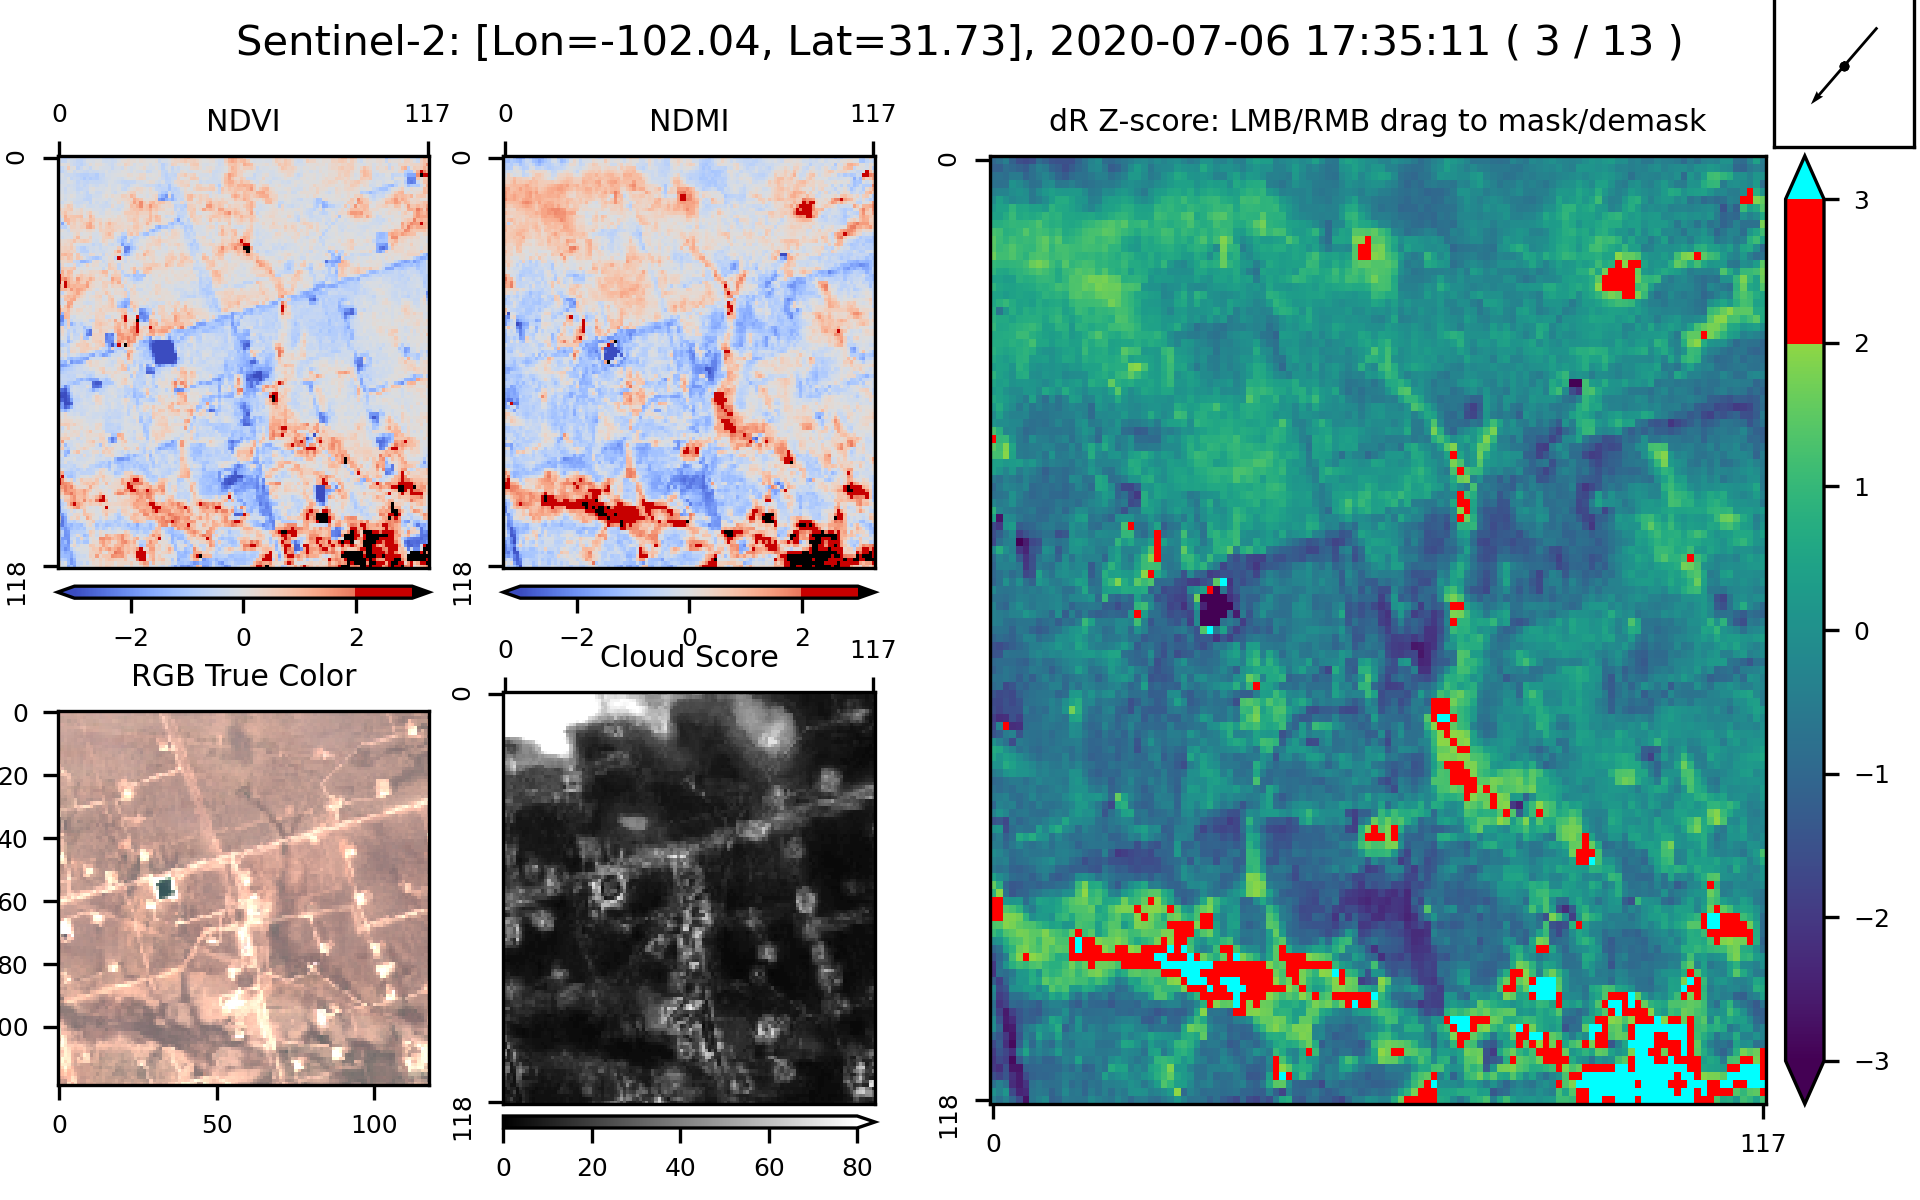 Sentinel-2: [Lon=-102.04, Lat=31.73], 2020-07-06 17:35:11 ( 3 / 13 )
NDVI
0 117
0
118
−2 0 2
NDMI
0 117
0
118
−2 0 2
dR Z-score: LMB/RMB drag to mask/demask
0
118
0 117
3
2
1
0
−1
−2
−3
RGB True Color
0
20
40
60
80
00
0 50 100
Cloud Score
0 117
0
118
0 20 40 60 80